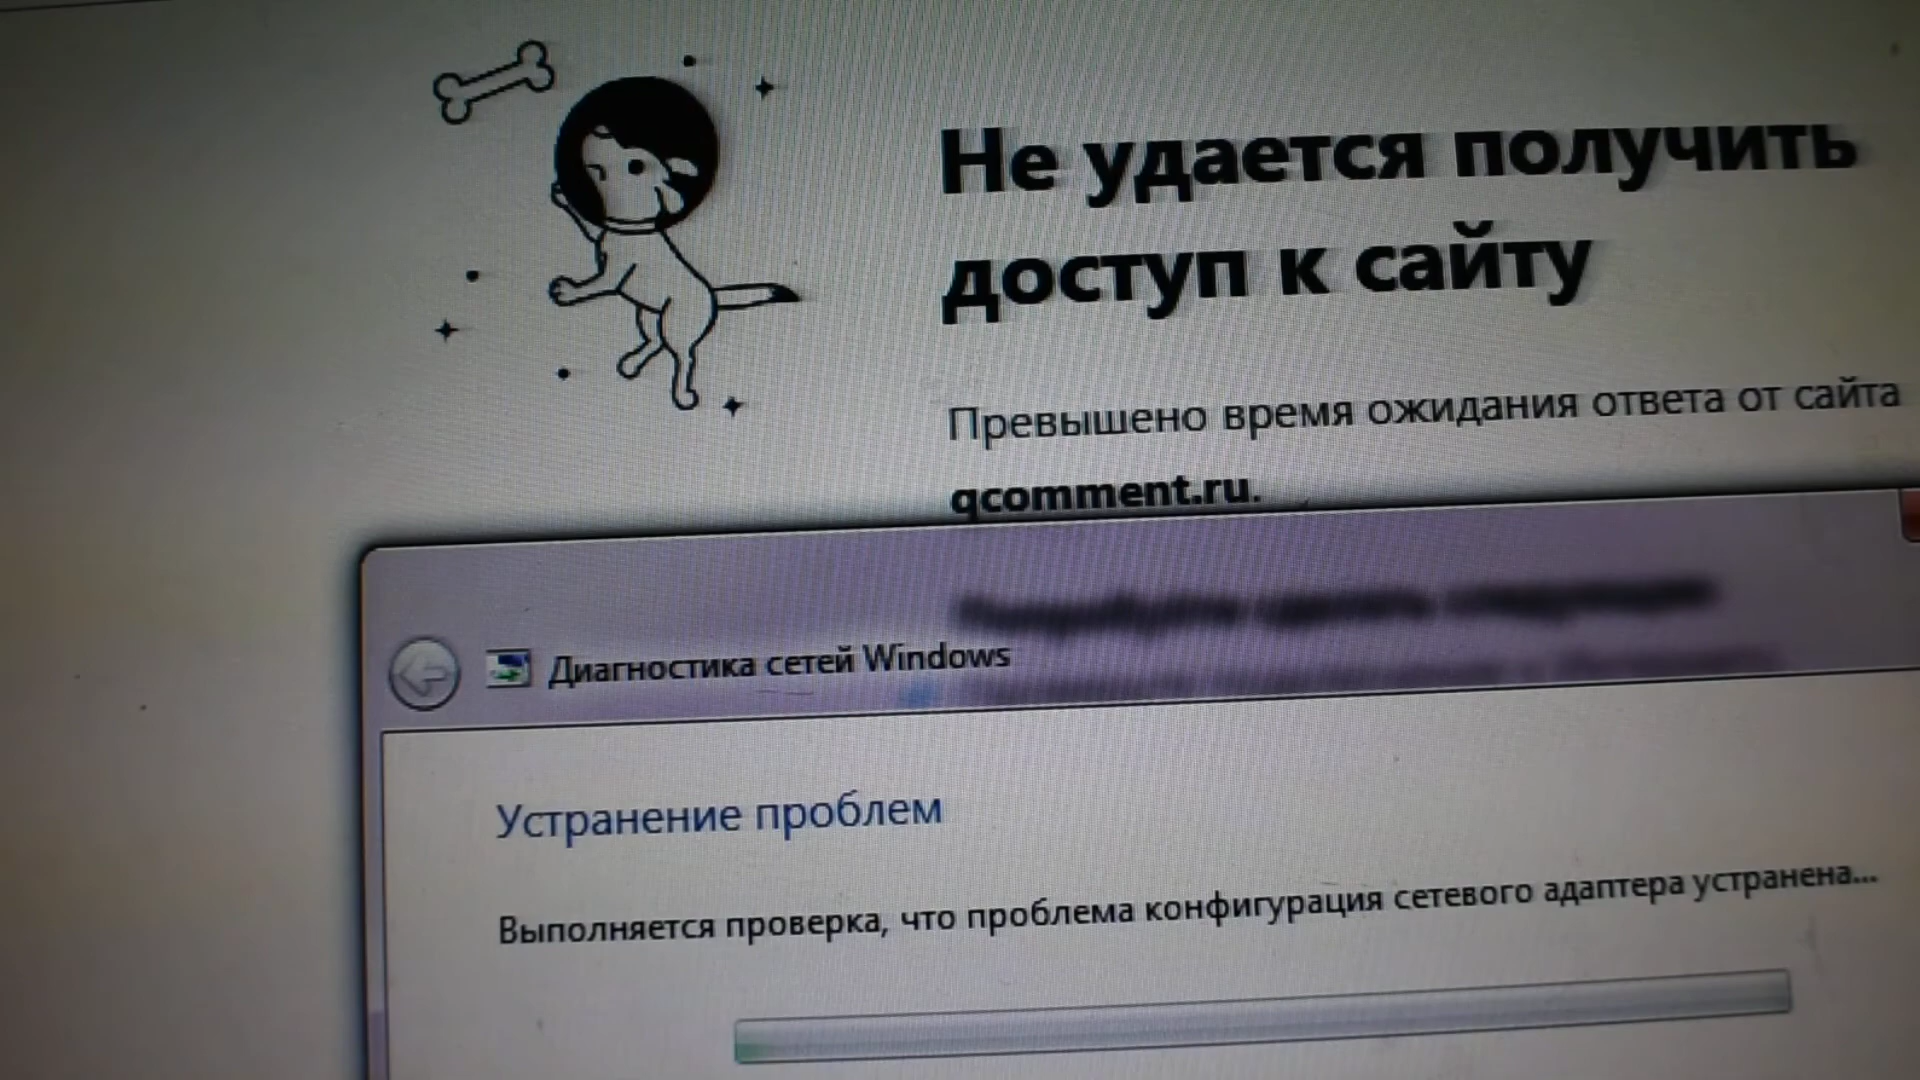 Не удается получить
доступ к сайту
Превышено время ожидания ответа от сайта
qcomment.ru.
Диагностика сетей Windows
Устранение проблем
Выполняется проверка, что проблема конфигурация сетевого адаптера устранена...